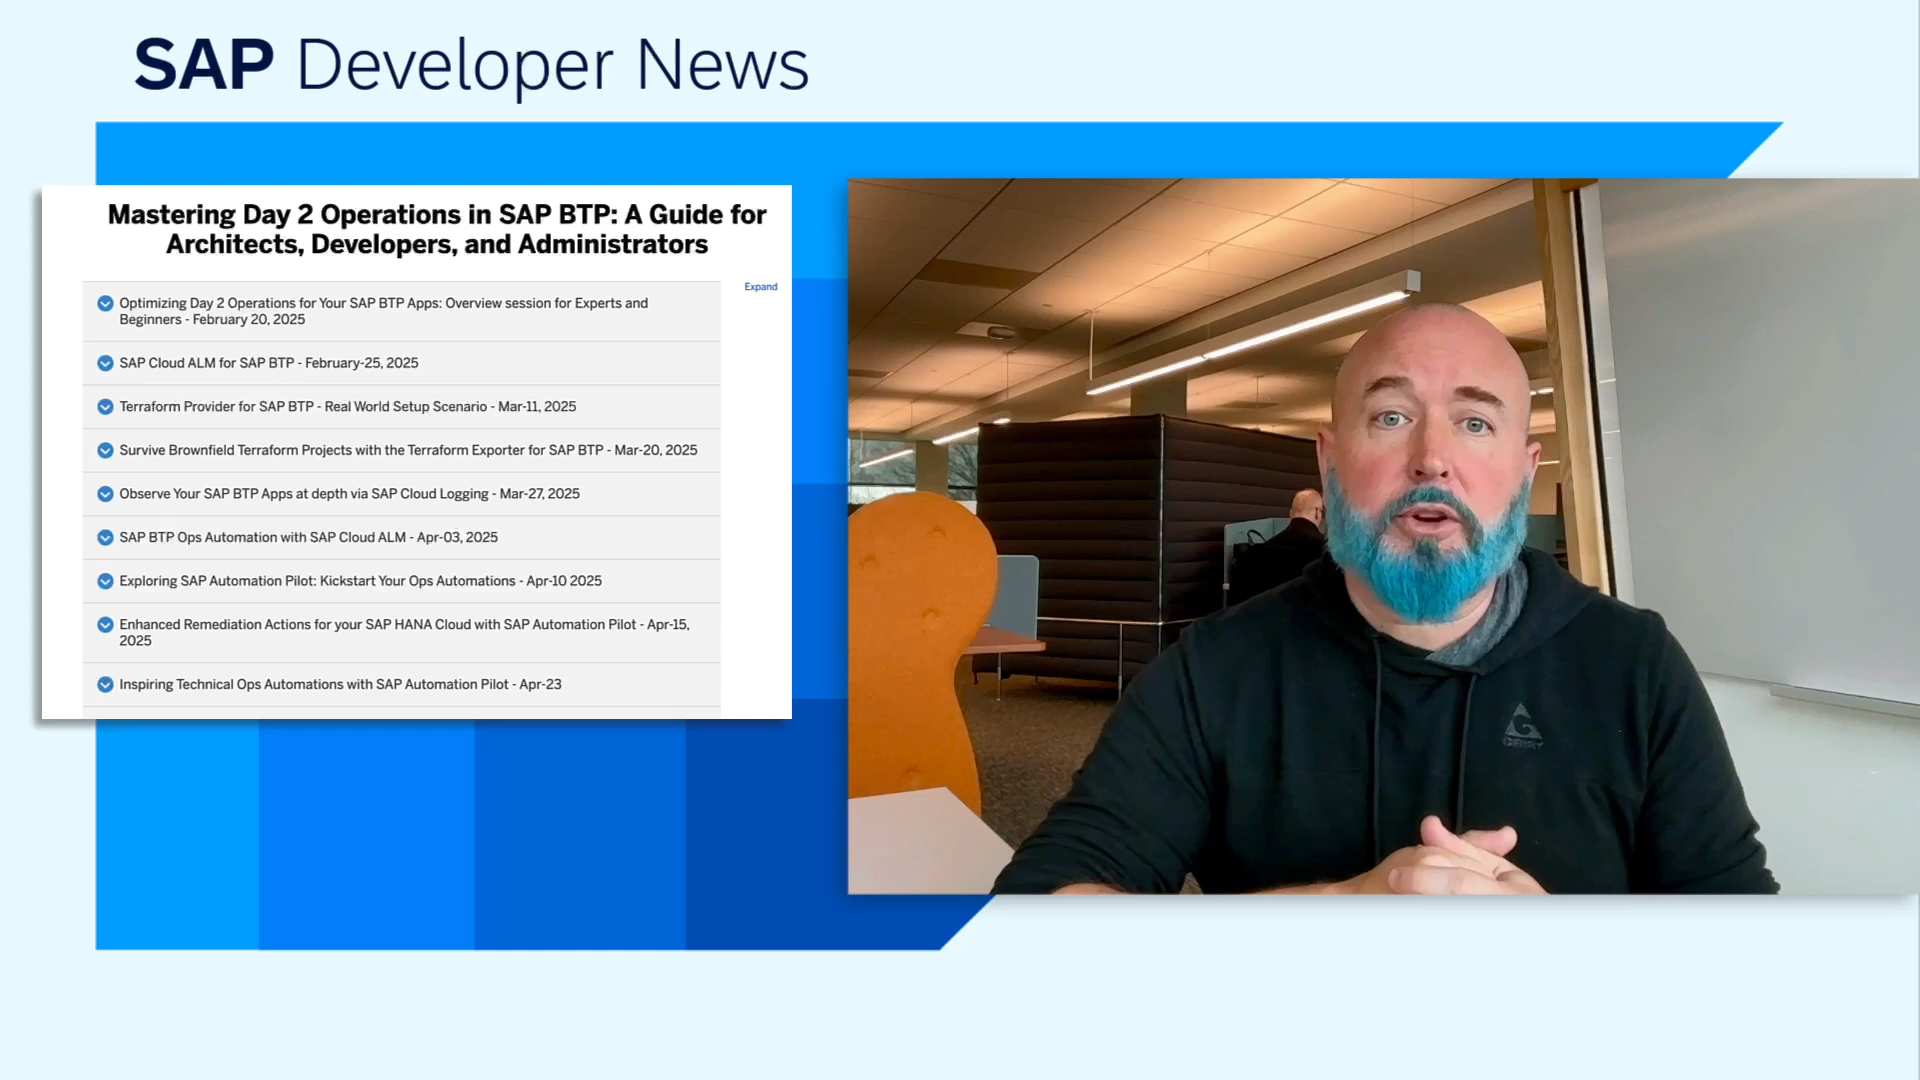 SAP Developer News
Mastering Day 2 Operations in SAP BTP: A Guide for
Architects, Developers, and Administrators
Expand
Optimizing Day 2 Operations for Your SAP BTP Apps: Overview session for Experts and
Beginners - February 20, 2025
SAP Cloud ALM for SAP BTP - February-25, 2025
Terraform Provider for SAP BTP - Real World Setup Scenario - Mar-11, 2025
Survive Brownfield Terraform Projects with the Terraform Exporter for SAP BTP - Mar-20, 2025
Observe Your SAP BTP Apps at depth via SAP Cloud Logging - Mar-27, 2025
SAP BTP Ops Automation with SAP Cloud ALM - Apr-03, 2025
Exploring SAP Automation Pilot: Kickstart Your Ops Automations - Apr-10 2025
Enhanced Remediation Actions for your SAP HANA Cloud with SAP Automation Pilot - Apr-15,
2025
Inspiring Technical Ops Automations with SAP Automation Pilot - Apr-23
GERRY